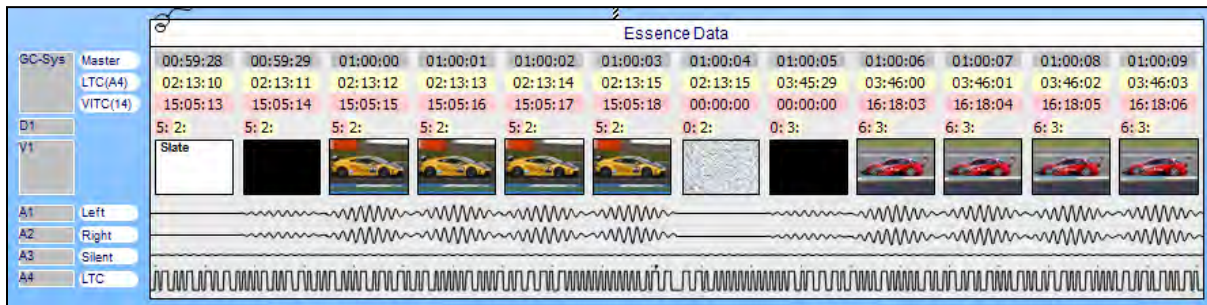 Essence Data
GC-Sys Master 00:59:28 00:59:29 01:00:00 01:00:01 01:00:02 01:00:03 01:00:04 01:00:05 01:00:06 01:00:07 01:00:08 01:00:09
LTC(A4) 02:13:10 02:13:11 02:13:12 02:13:13 02:13:14 02:13:15 02:13:15 03:45:29 03:46:00 03:46:01 03:46:02 03:46:03
VITC(14) 15:05:13 15:05:14 15:05:15 15:05:16 15:05:17 15:05:18 00:00:00 00:00:00 16:18:03 16:18:04 16:18:05 16:18:06
D1 5: 2: 5: 2: 5: 2: 5: 2: 5: 2: 5: 2: 0: 2: 0: 3: 6: 3: 6: 3: 6: 3: 6: 3:
V1 Slate
A1 Left
A2 Right
A3 Silent
A4 LTC